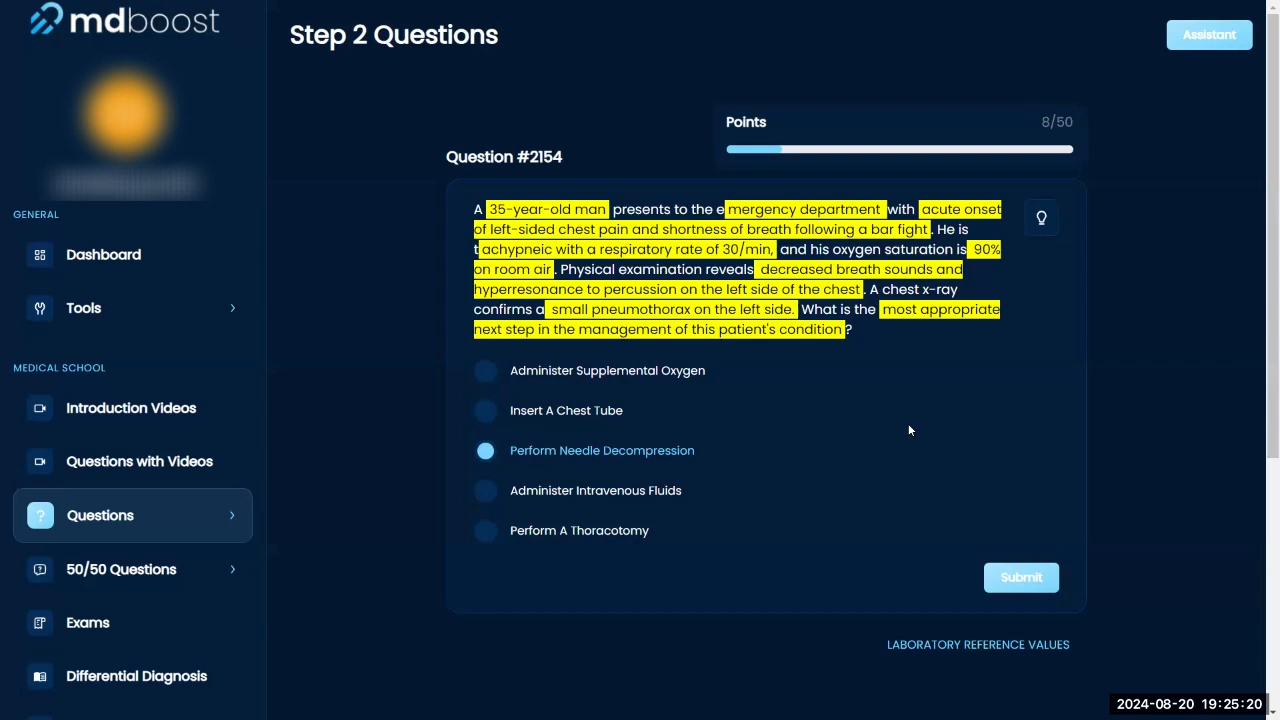 mdboost
Step 2 Questions
Assistant
Points
8/50
Question #2154
A 35-year-old man presents to the emergency department with acute onset
of left-sided chest pain and shortness of breath following a bar fight. He is
tachypneic with a respiratory rate of 30/min, and his oxygen saturation is 90%
on room air. Physical examination reveals decreased breath sounds and
hyperresonance to percussion on the left side of the chest. A chest x-ray
confirms a small pneumothorax on the left side. What is the most appropriate
next step in the management of this patient's condition?
Administer Supplemental Oxygen
Insert A Chest Tube
Perform Needle Decompression
Administer Intravenous Fluids
Perform A Thoracotomy
Submit
LABORATORY REFERENCE VALUES
GENERAL
Dashboard
Tools
MEDICAL SCHOOL
Introduction Videos
Questions with Videos
Questions
50/50 Questions
Exams
Differential Diagnosis
2024-08-20 19:25:20